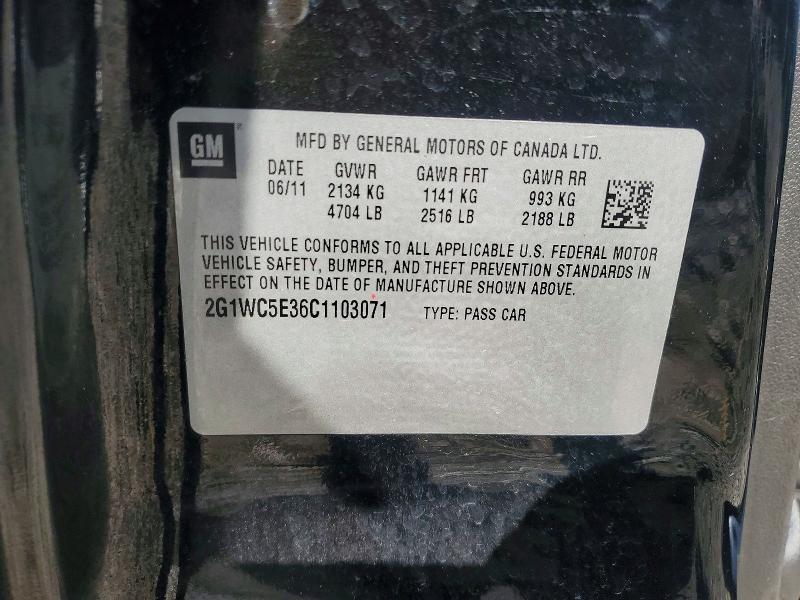 GM
MFD BY GENERAL MOTORS OF CANADA LTD.
DATE GVWR GAWR FRT GAWR RR
06/11 2134 KG 1141 KG 993 KG
4704 LB 2516 LB 2188 LB
THIS VEHICLE CONFORMS TO ALL APPLICABLE U.S. FEDERAL MOTOR
VEHICLE SAFETY, BUMPER, AND THEFT PREVENTION STANDARDS IN
EFFECT ON THE DATE OF MANUFACTURE SHOWN ABOVE.
2G1WC5E36C1103071 TYPE: PASS CAR